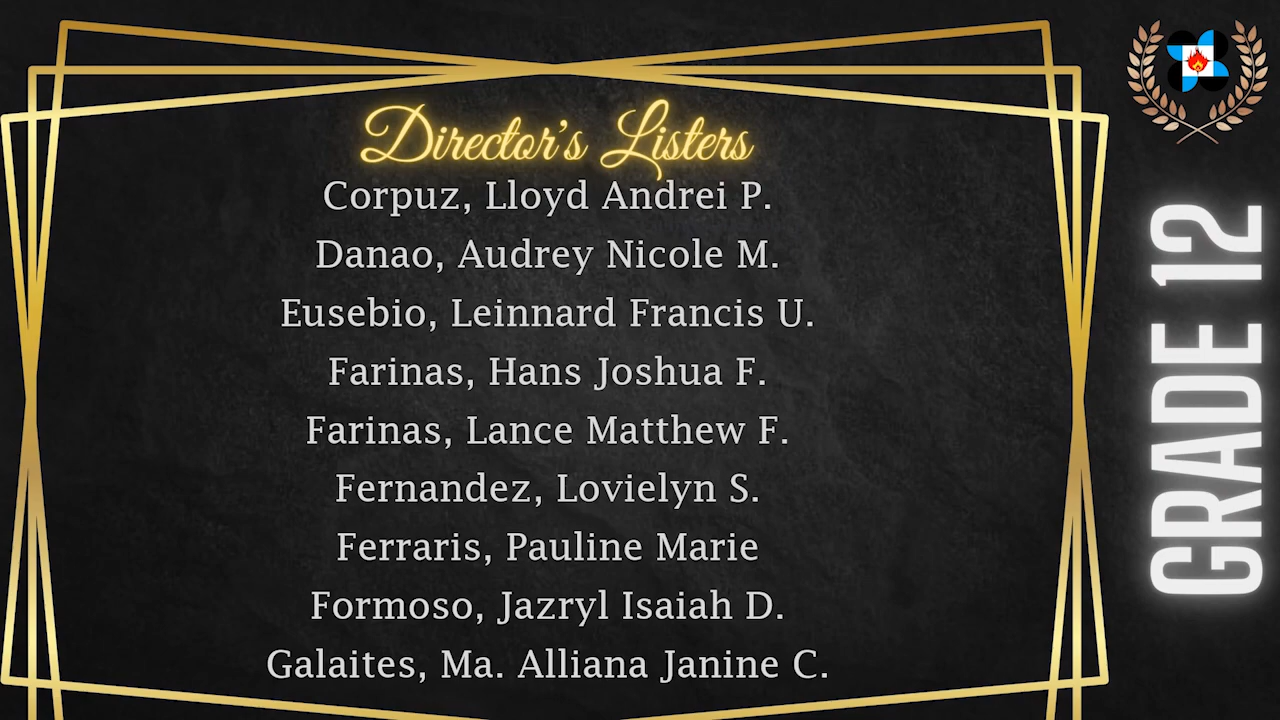 Director's Listers
Corpuz, Lloyd Andrei P.
Danao, Audrey Nicole M.
Eusebio, Leinnard Francis U.
Farinas, Hans Joshua F.
Farinas, Lance Matthew F.
Fernandez, Lovielyn S.
Ferraris, Pauline Marie
Formoso, Jazryl Isaiah D.
Galaites, Ma. Alliana Janine C.
GRADE 12